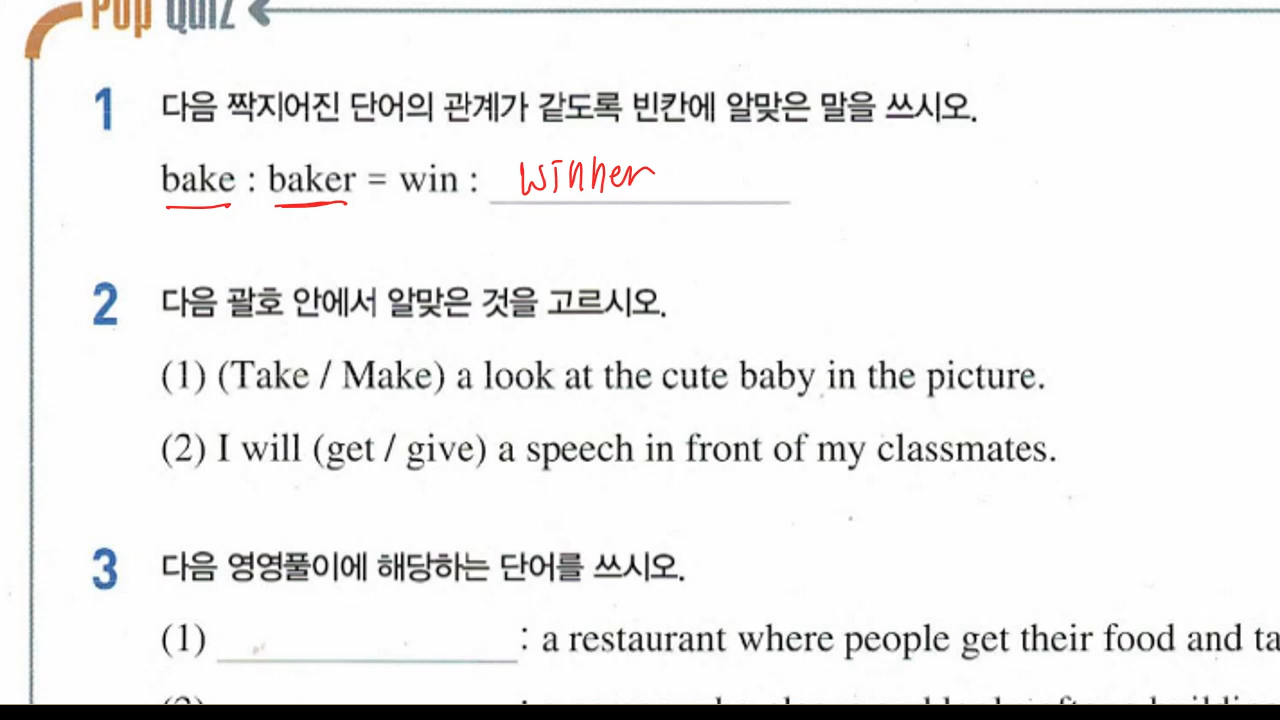 Pop Quiz
1 다음 짝지어진 단어의 관계가 같도록 빈칸에 알맞은 말을 쓰시오.
bake : baker = win : winner
2 다음 괄호 안에서 알맞은 것을 고르시오.
(1) (Take / Make) a look at the cute baby in the picture.
(2) I will (get / give) a speech in front of my classmates.
3 다음 영영풀이에 해당하는 단어를 쓰시오.
(1) : a restaurant where people get their food and